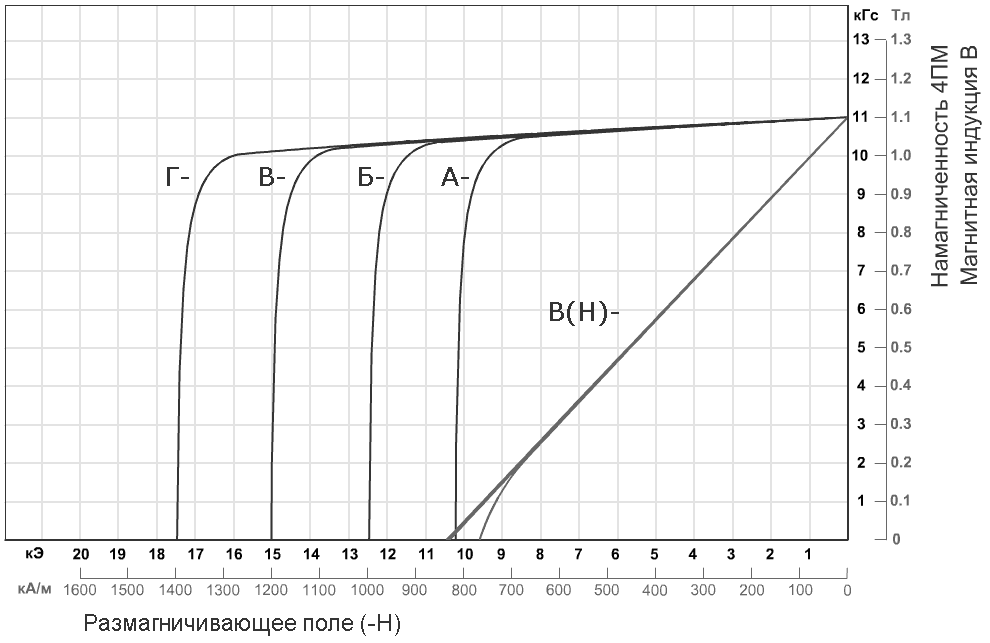 кГс Тл
13 1.3
12 1.2
11 1.1
10 1.0
9 0.9
8 0.8
7 0.7
6 0.6
5 0.5
4 0.4
3 0.3
2 0.2
1 0.1
0
Намагниченность 4ПМ
Магнитная индукция В
Г- В- Б- А-
В(Н)-
кЭ 20 19 18 17 16 15 14 13 12 11 10 9 8 7 6 5 4 3 2 1
кА/м 1600 1500 1400 1300 1200 1100 1000 900 800 700 600 500 400 300 200 100 0
Размагничивающее поле (-Н)